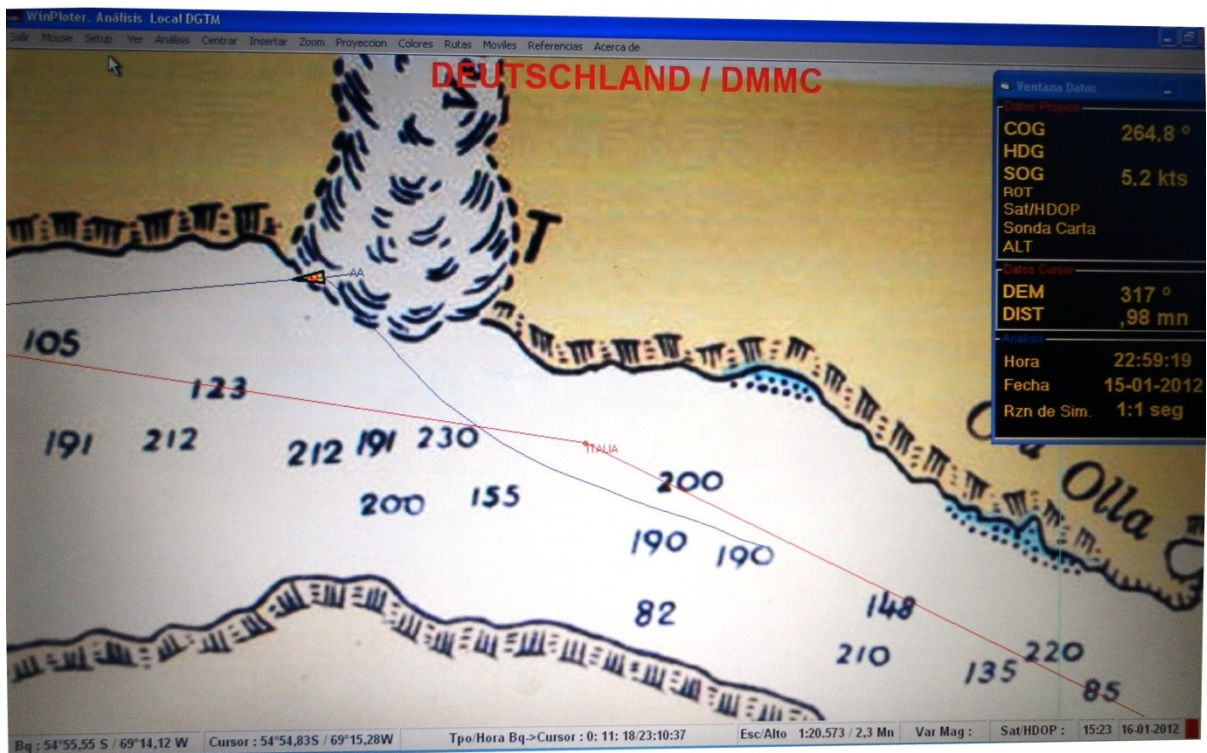 WinPloter. Análisis Local DGTM
Salir Mouse Setup Ver Análisis Centrar Insertar Zoom Proyeccion Colores Rutas Moviles Referencias Acerca de
DEUTSCHLAND / DMMC
Ventana Datos
Datos Propios
COG 264.8 °
HDG
SOG 5.2 kts
ROT
Sat/HDOP
Sonda Carta
ALT
Datos Cursor
DEM 317 °
DIST ,98 mn
Analisis
Hora 22:59:19
Fecha 15-01-2012
Rzn de Sim. 1:1 seg
V
T
AA
105
123
191 212 212 191 230
ITALIA
200
200 155
190 190
82
148
210 135 220
85
Olla
Bq : 54°55,55 S / 69°14,12 W Cursor : 54°54,83S / 69°15,28W Tpo/Hora Bq->Cursor : 0: 11: 18/23:10:37 Esc/Alto 1:20.573 / 2,3 Mn Var Mag : Sat/HDOP : 15:23 16-01-2012